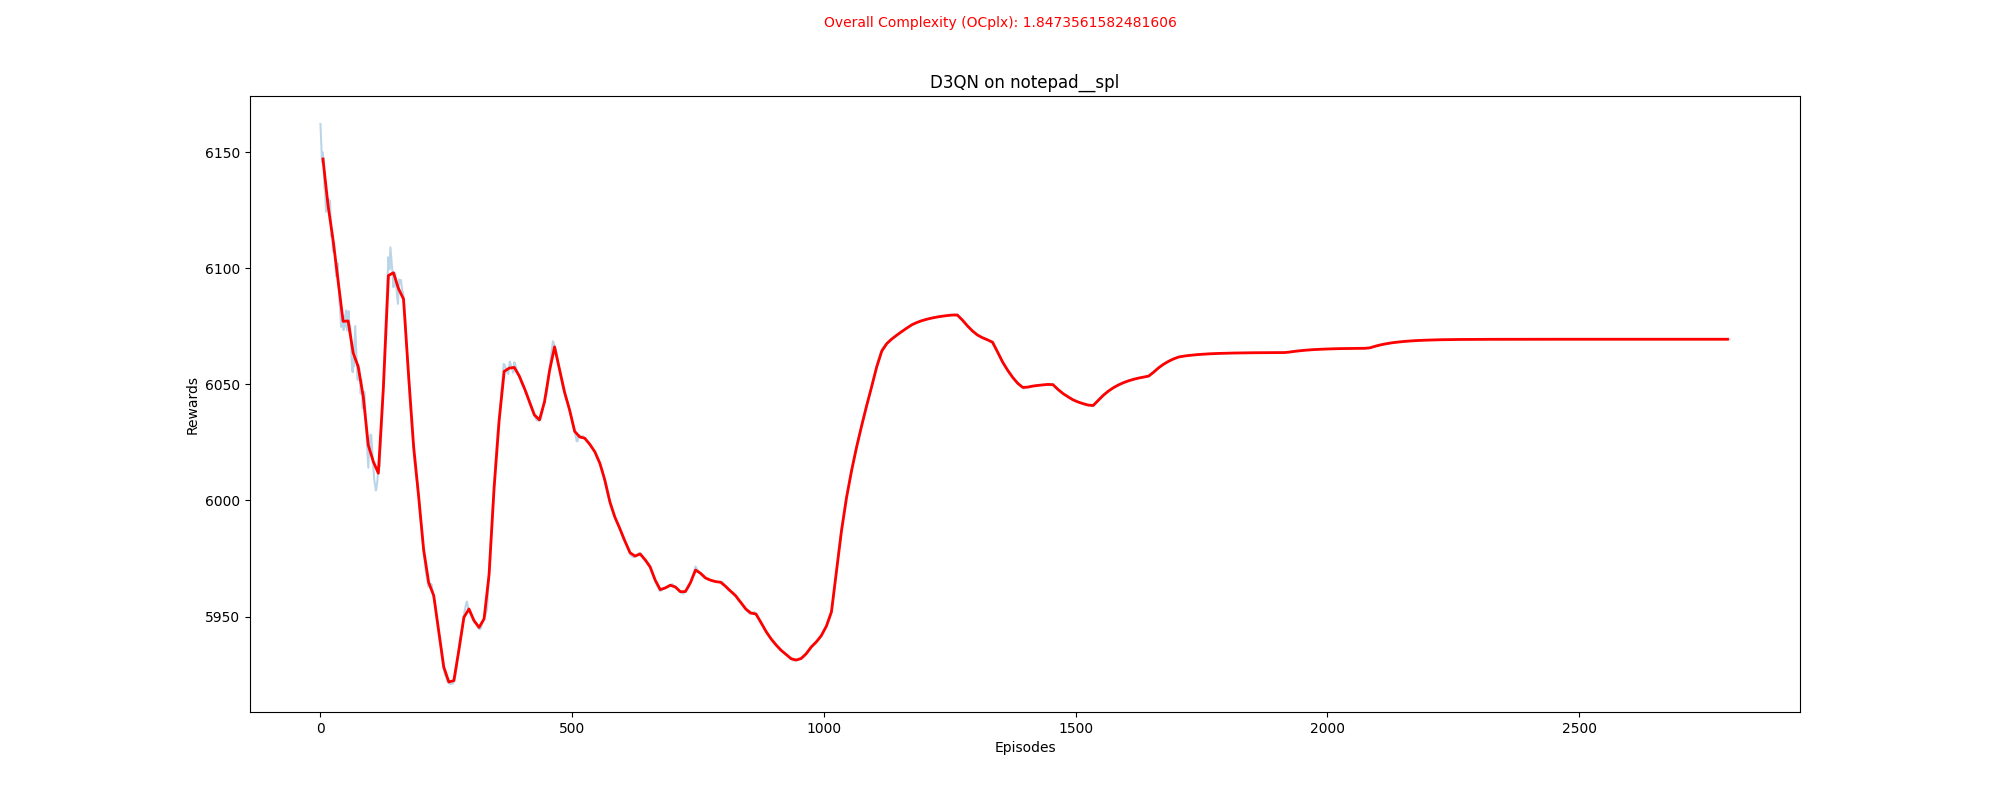 Overall Complexity (OCplx): 1.8473561582481606
D3QN on notepad__spl
6150
6100
6050
6000
5950
Rewards
0 500 1000 1500 2000 2500
Episodes